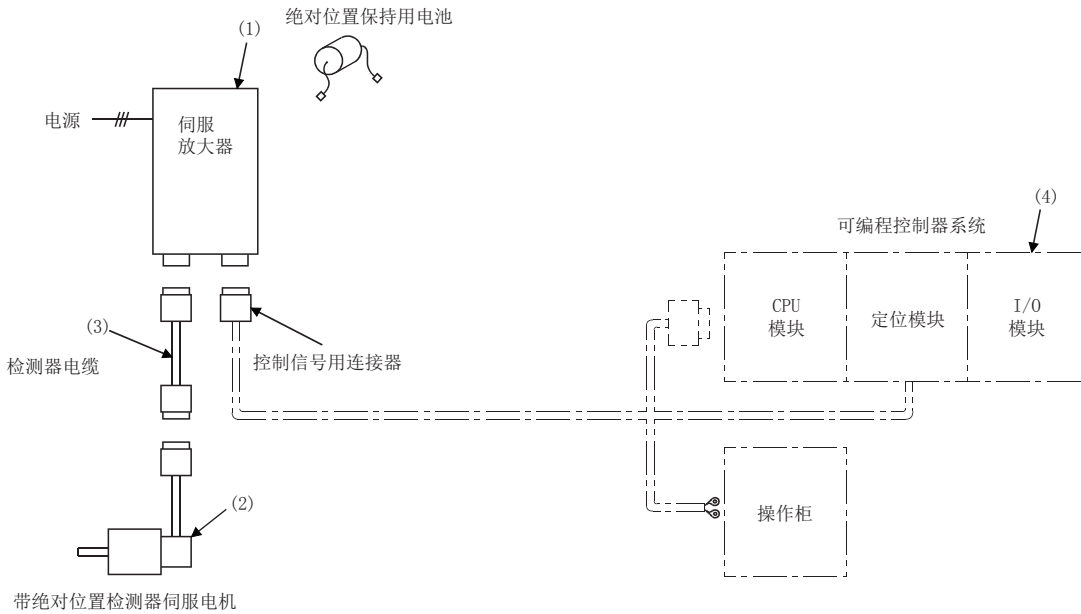 绝对位置保持用电池
(1)
电源
伺服
放大器
(4)
可编程控制器系统
CPU
模块
定位模块
I/O
模块
(3)
检测器电缆
控制信号用连接器
(2)
操作柜
带绝对位置检测器伺服电机